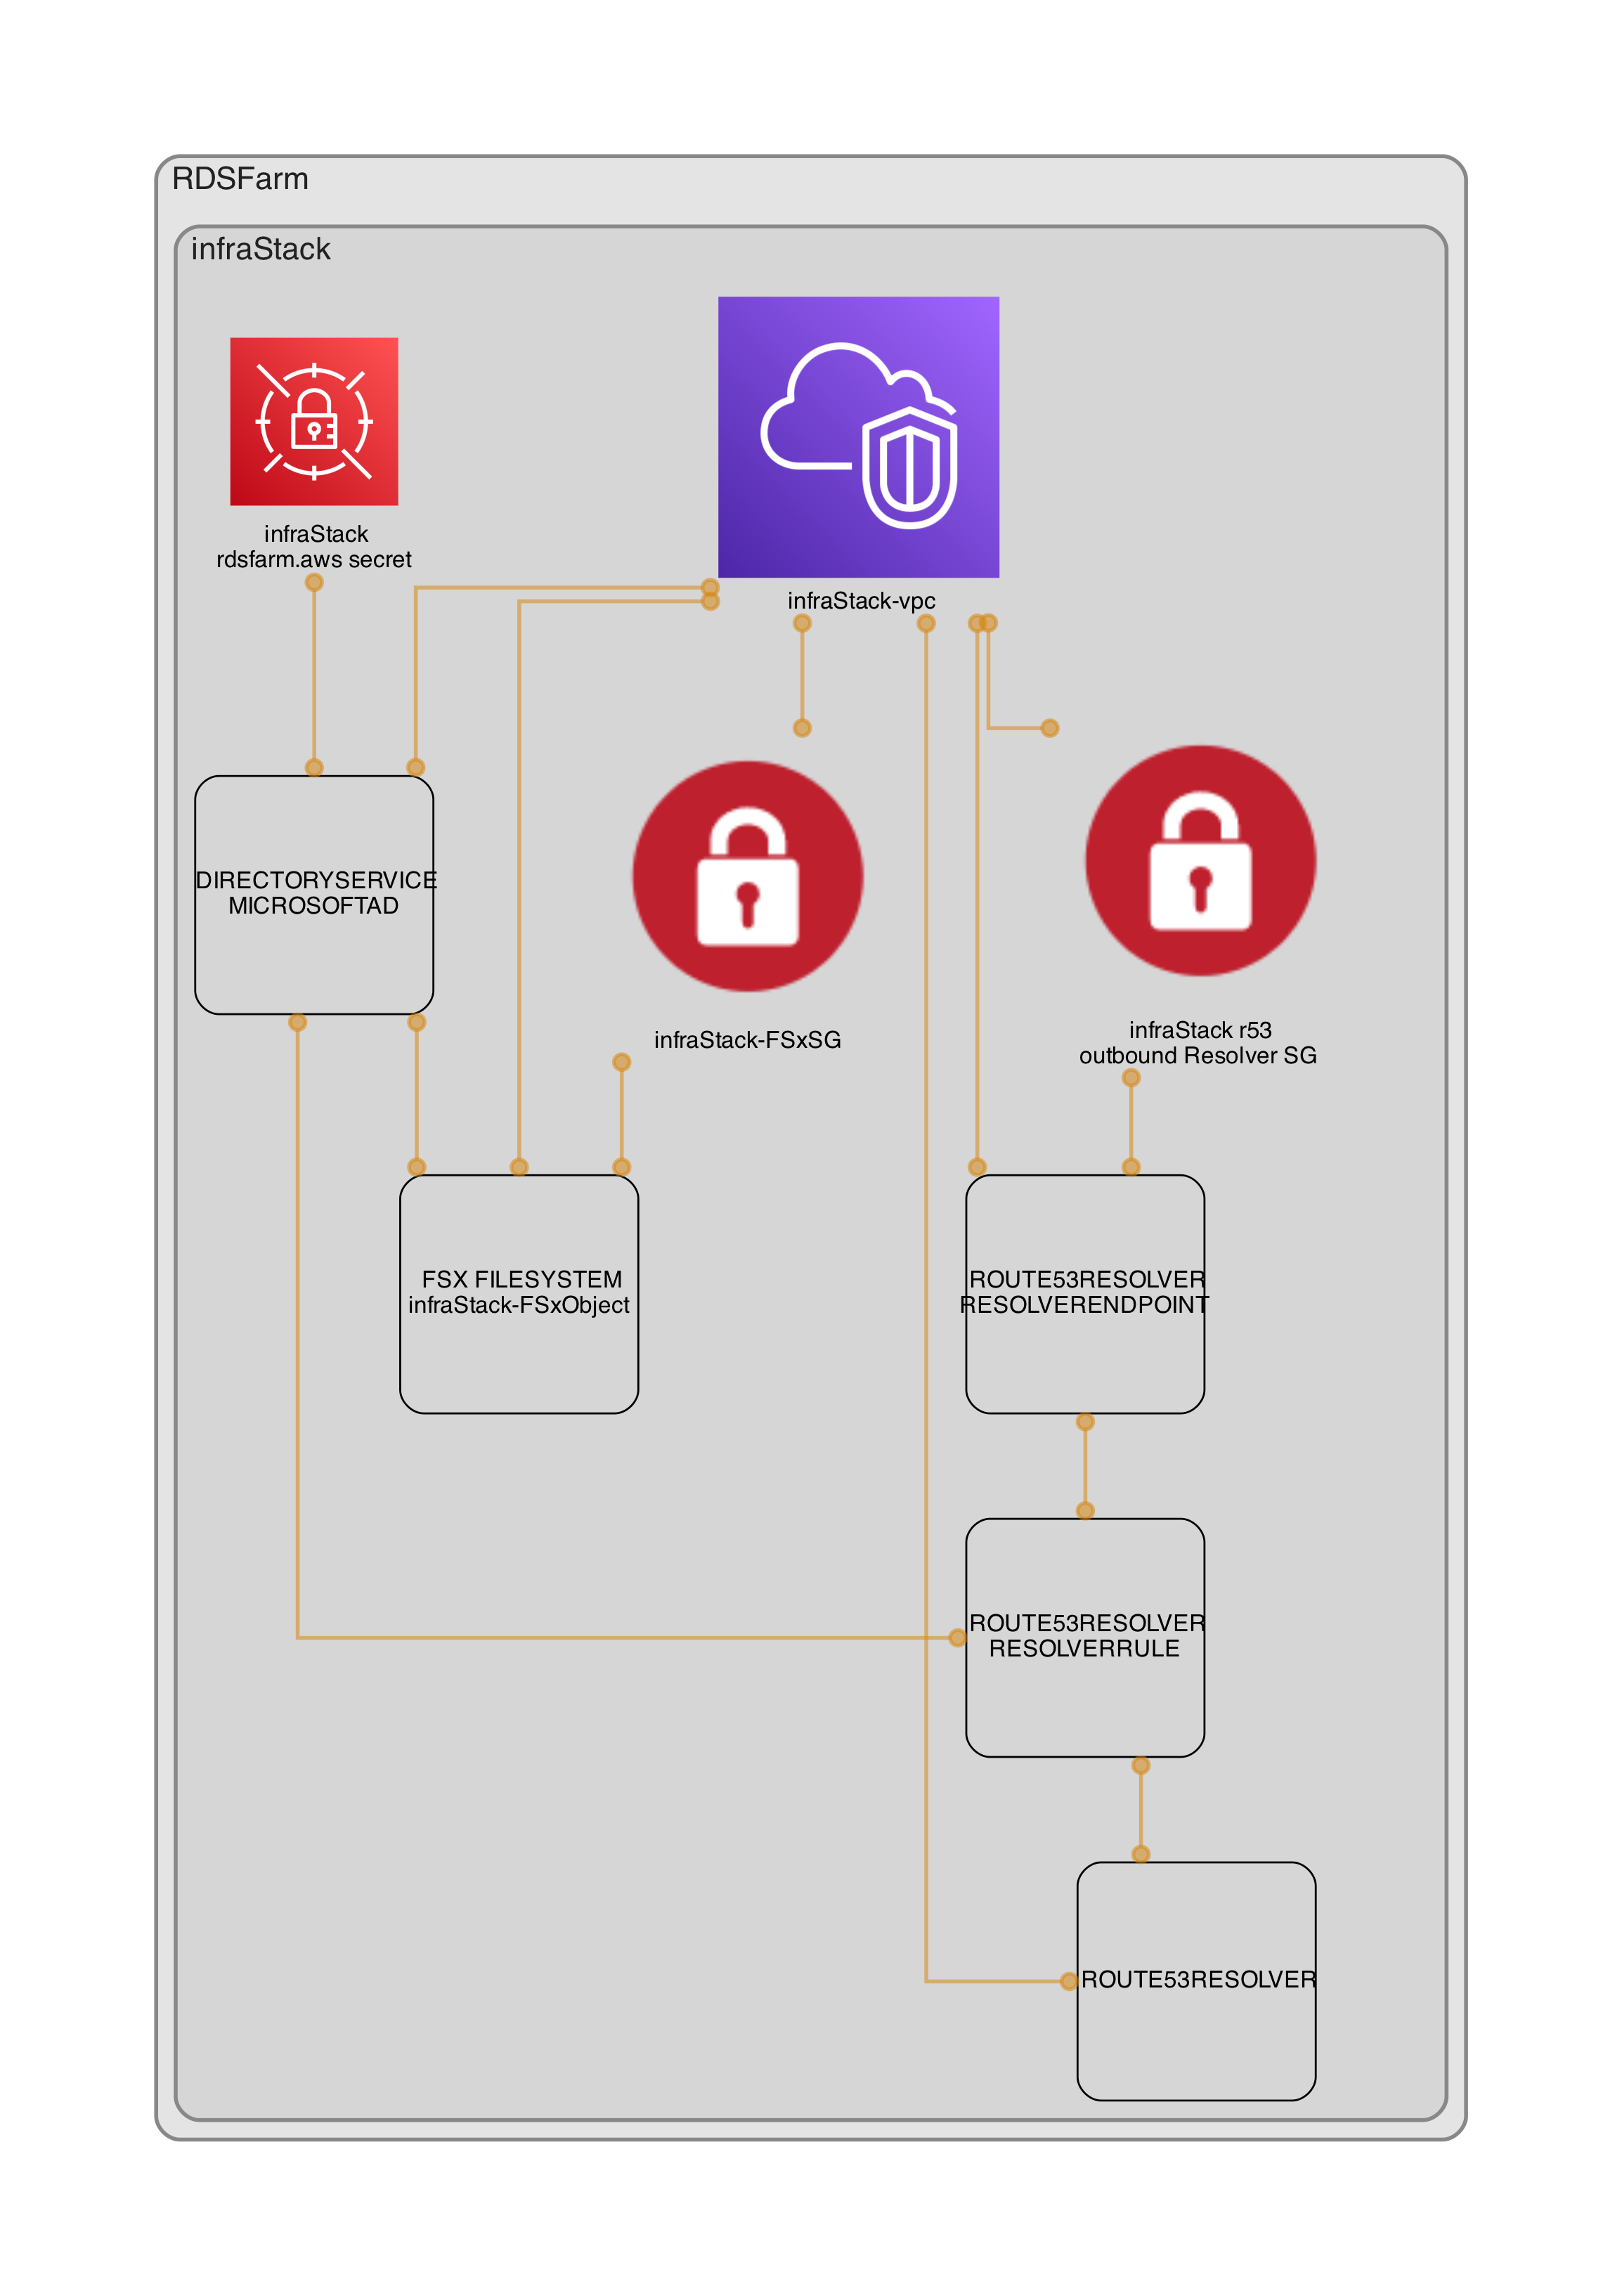 RDSFarm
infraStack
infraStack
rdsfarm.aws secret
infraStack-vpc
DIRECTORYSERVICE
MICROSOFTAD
infraStack-FSxSG
infraStack r53
outbound Resolver SG
FSX FILESYSTEM
infraStack-FSxObject
ROUTE53RESOLVER
RESOLVERENDPOINT
ROUTE53RESOLVER
RESOLVERRULE
ROUTE53RESOLVER